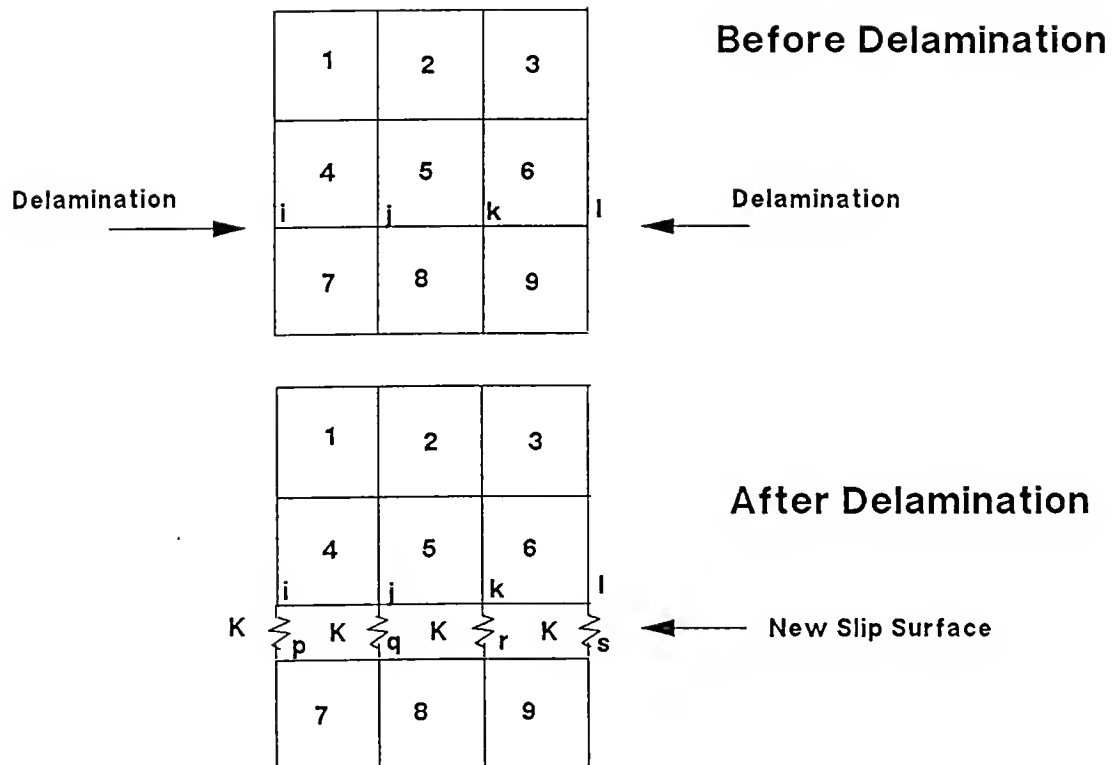 Before Delamination
1 2 3
4 5 6
Delamination
Delamination
i j k l
7 8 9
1 2 3
After Delamination
4 5 6
i j k l
K K K K
New Slip Surface
p q r s
7 8 9